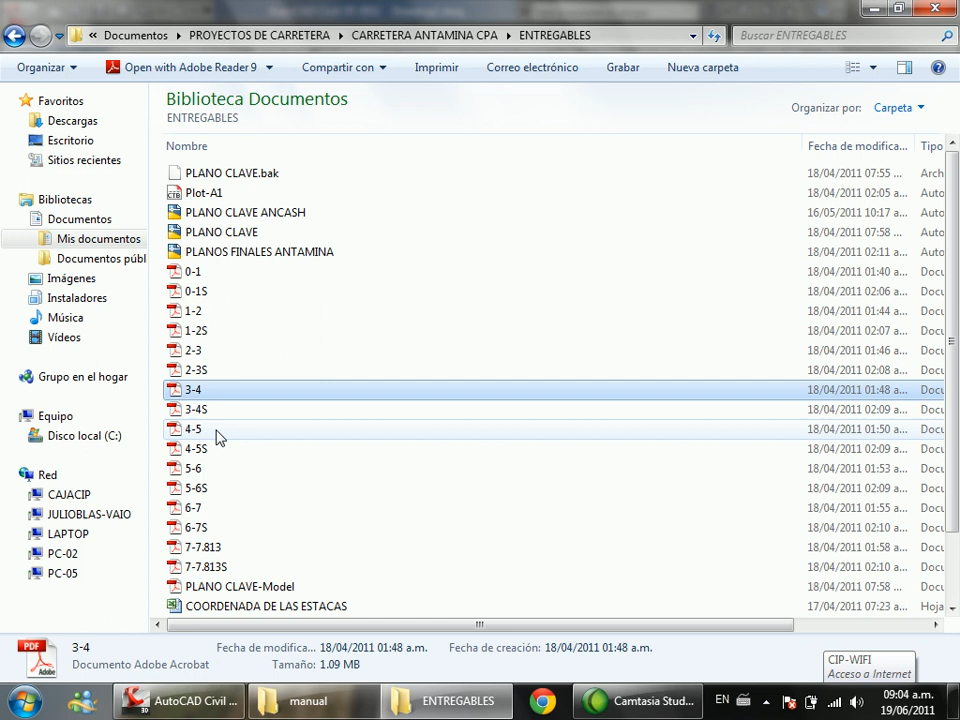 « Documentos ▸ PROYECTOS DE CARRETERA ▸ CARRETERA ANTAMINA CPA ▸ ENTREGABLES
Buscar ENTREGABLES
Organizar Open with Adobe Reader 9 Compartir con Imprimir Correo electrónico Grabar Nueva carpeta
Favoritos
Descargas
Escritorio
Sitios recientes
Bibliotecas
Documentos
Mis documentos
Documentos públ
Imágenes
Instaladores
Música
Vídeos
Grupo en el hogar
Equipo
Disco local (C:)
Red
CAJACIP
JULIOBLAS-VAIO
LAPTOP
PC-02
PC-05
Biblioteca Documentos
ENTREGABLES
Organizar por: Carpeta
Nombre Fecha de modifica... Tipo
PLANO CLAVE.bak 18/04/2011 07:55 ... Arch
Plot-A1 18/04/2011 02:05 a... Auto
PLANO CLAVE ANCASH 16/05/2011 10:17 a... Auto
PLANO CLAVE 18/04/2011 07:58 ... Auto
PLANOS FINALES ANTAMINA 18/04/2011 02:11 a... Auto
0-1 18/04/2011 01:40 a... Docu
0-1S 18/04/2011 02:06 a... Docu
1-2 18/04/2011 01:44 a... Docu
1-2S 18/04/2011 02:07 a... Docu
2-3 18/04/2011 01:46 a... Docu
2-3S 18/04/2011 02:08 a... Docu
3-4 18/04/2011 01:48 a... Docu
3-4S 18/04/2011 02:09 a... Docu
4-5 18/04/2011 01:50 a... Docu
4-5S 18/04/2011 02:09 a... Docu
5-6 18/04/2011 01:53 a... Docu
5-6S 18/04/2011 02:09 a... Docu
6-7 18/04/2011 01:55 a... Docu
6-7S 18/04/2011 02:10 a... Docu
7-7.813 18/04/2011 01:58 a... Docu
7-7.813S 18/04/2011 02:10 a... Docu
PLANO CLAVE-Model 18/04/2011 07:58 ... Docu
COORDENADA DE LAS ESTACAS 17/04/2011 07:23 a... Hoja
PDF
Adobe
3-4 Fecha de modifica... 18/04/2011 01:48 a.m. Fecha de creación: 18/04/2011 01:48 a.m.
Documento Adobe Acrobat Tamaño: 1.09 MB
CIP-WIFI
Acceso a Internet
AutoCAD Civil ... manual ENTREGABLES Camtasia Stud... EN
09:04 a.m.
19/06/2011